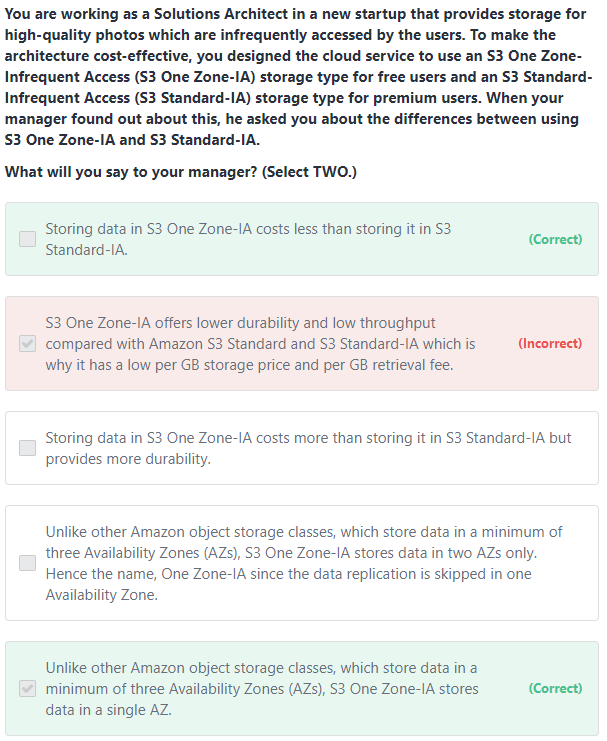 You are working as a Solutions Architect in a new startup that provides storage for
high-quality photos which are infrequently accessed by the users. To make the
architecture cost-effective, you designed the cloud service to use an S3 One Zone-
Infrequent Access (S3 One Zone-IA) storage type for free users and an S3 Standard-
Infrequent Access (S3 Standard-IA) storage type for premium users. When your
manager found out about this, he asked you about the differences between using
S3 One Zone-IA and S3 Standard-IA.
What will you say to your manager? (Select TWO.)
Storing data in S3 One Zone-IA costs less than storing it in S3
Standard-IA.
(Correct)
S3 One Zone-IA offers lower durability and low throughput
compared with Amazon S3 Standard and S3 Standard-IA which is
why it has a low per GB storage price and per GB retrieval fee.
(Incorrect)
Storing data in S3 One Zone-IA costs more than storing it in S3 Standard-IA but
provides more durability.
Unlike other Amazon object storage classes, which store data in a minimum of
three Availability Zones (AZs), S3 One Zone-IA stores data in two AZs only.
Hence the name, One Zone-IA since the data replication is skipped in one
Availability Zone.
Unlike other Amazon object storage classes, which store data in a
minimum of three Availability Zones (AZs), S3 One Zone-IA stores
data in a single AZ.
(Correct)